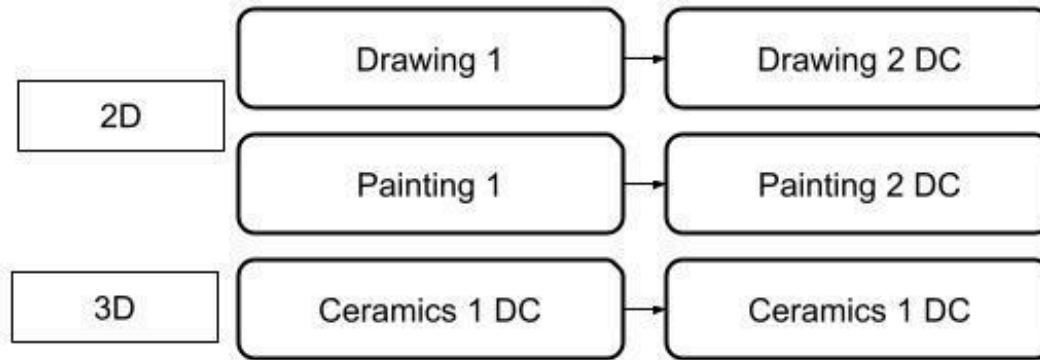 Drawing 1
Drawing 2 DC
2D
Painting 1
Painting 2 DC
3D
Ceramics 1 DC
Ceramics 1 DC